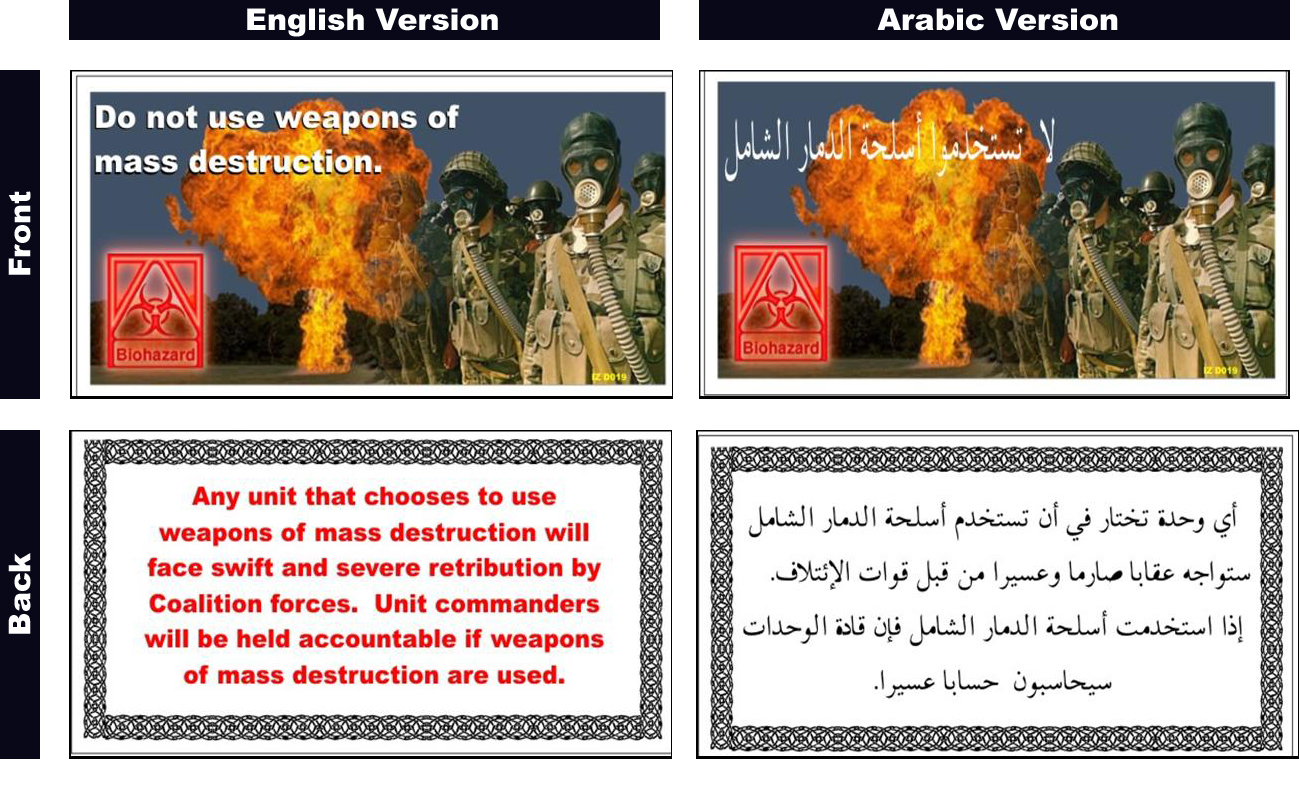 English Version
Arabic Version
Front
Do not use weapons of
mass destruction.
Biohazard
IZ D019
لا تستخدموا أسلحة الدمار الشامل
Biohazard
IZ D019
Back
Any unit that chooses to use
weapons of mass destruction will
face swift and severe retribution by
Coalition forces.  Unit commanders
will be held accountable if weapons
of mass destruction are used.
أي وحدة تختار في أن تستخدم أسلحة الدمار الشامل
ستواجه عقابا صارما وعسيرا من قبل قوات الإئتلاف.
إذا استخدمت أسلحة الدمار الشامل فإن قادة الوحدات
سيحاسبون حسابا عسيرا.